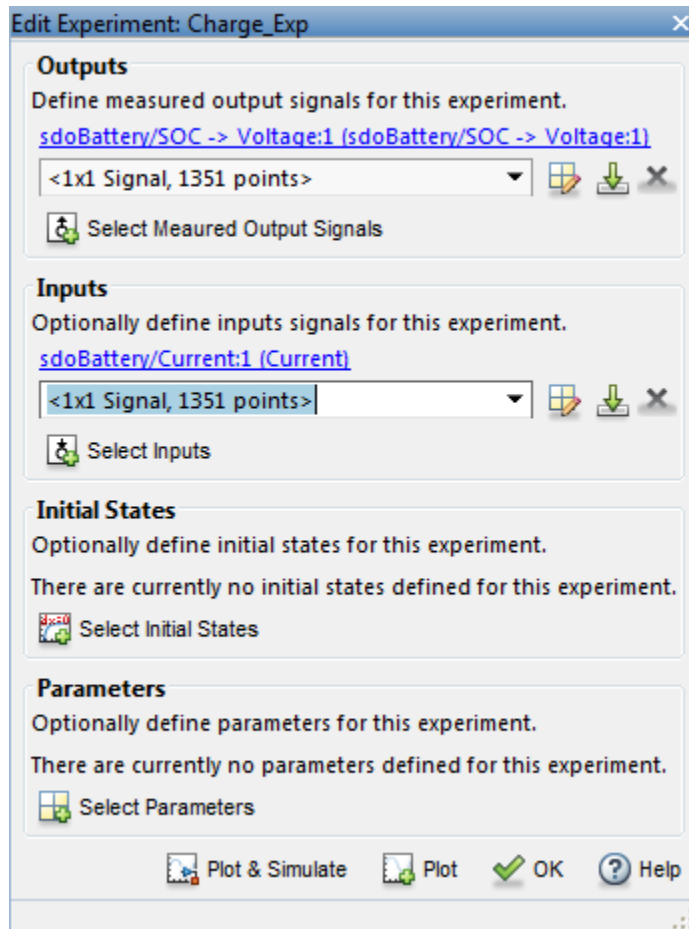 Edit Experiment: Charge_Exp
Outputs
Define measured output signals for this experiment.
sdoBattery/SOC -> Voltage:1 (sdoBattery/SOC -> Voltage:1)
<1x1 Signal, 1351 points>
Select Meaured Output Signals
Inputs
Optionally define inputs signals for this experiment.
sdoBattery/Current:1 (Current)
<1x1 Signal, 1351 points>
Select Inputs
Initial States
Optionally define initial states for this experiment.
There are currently no initial states defined for this experiment.
Select Initial States
Parameters
Optionally define parameters for this experiment.
There are currently no parameters defined for this experiment.
Select Parameters
Plot & Simulate Plot OK Help